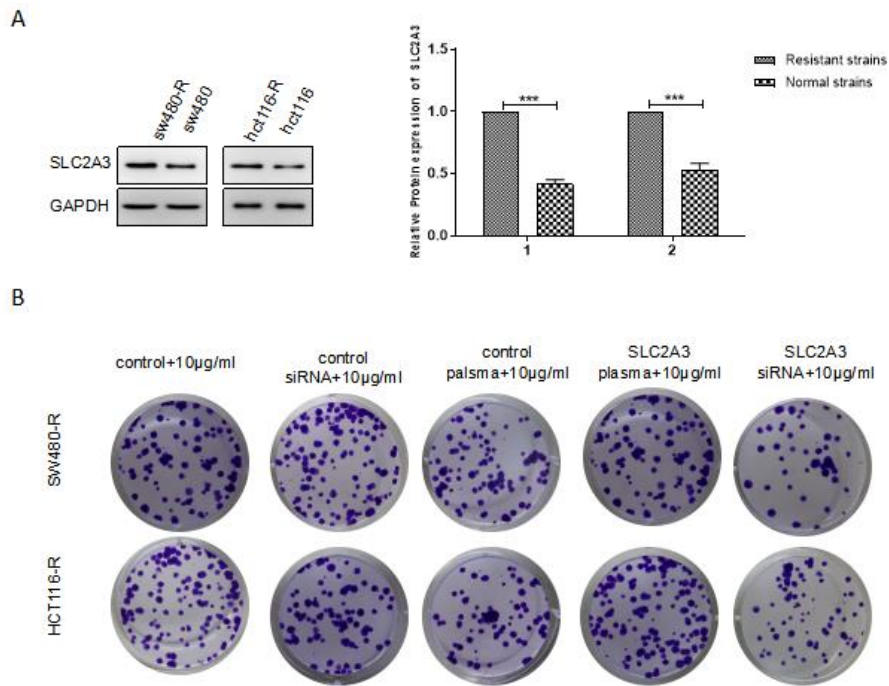 A
sw480-R
sw480
hct116-R
hct116
SLC2A3
GAPDH
Relative Protein expression of SLC2A3
1.5
1.0
0.5
0.0
***
***
1
2
Resistant strains
Normal strains
B
control+10μg/ml
control
siRNA+10μg/ml
control
palsma+10μg/ml
SLC2A3
plasma+10μg/ml
SLC2A3
siRNA+10μg/ml
SW480-R
HCT116-R